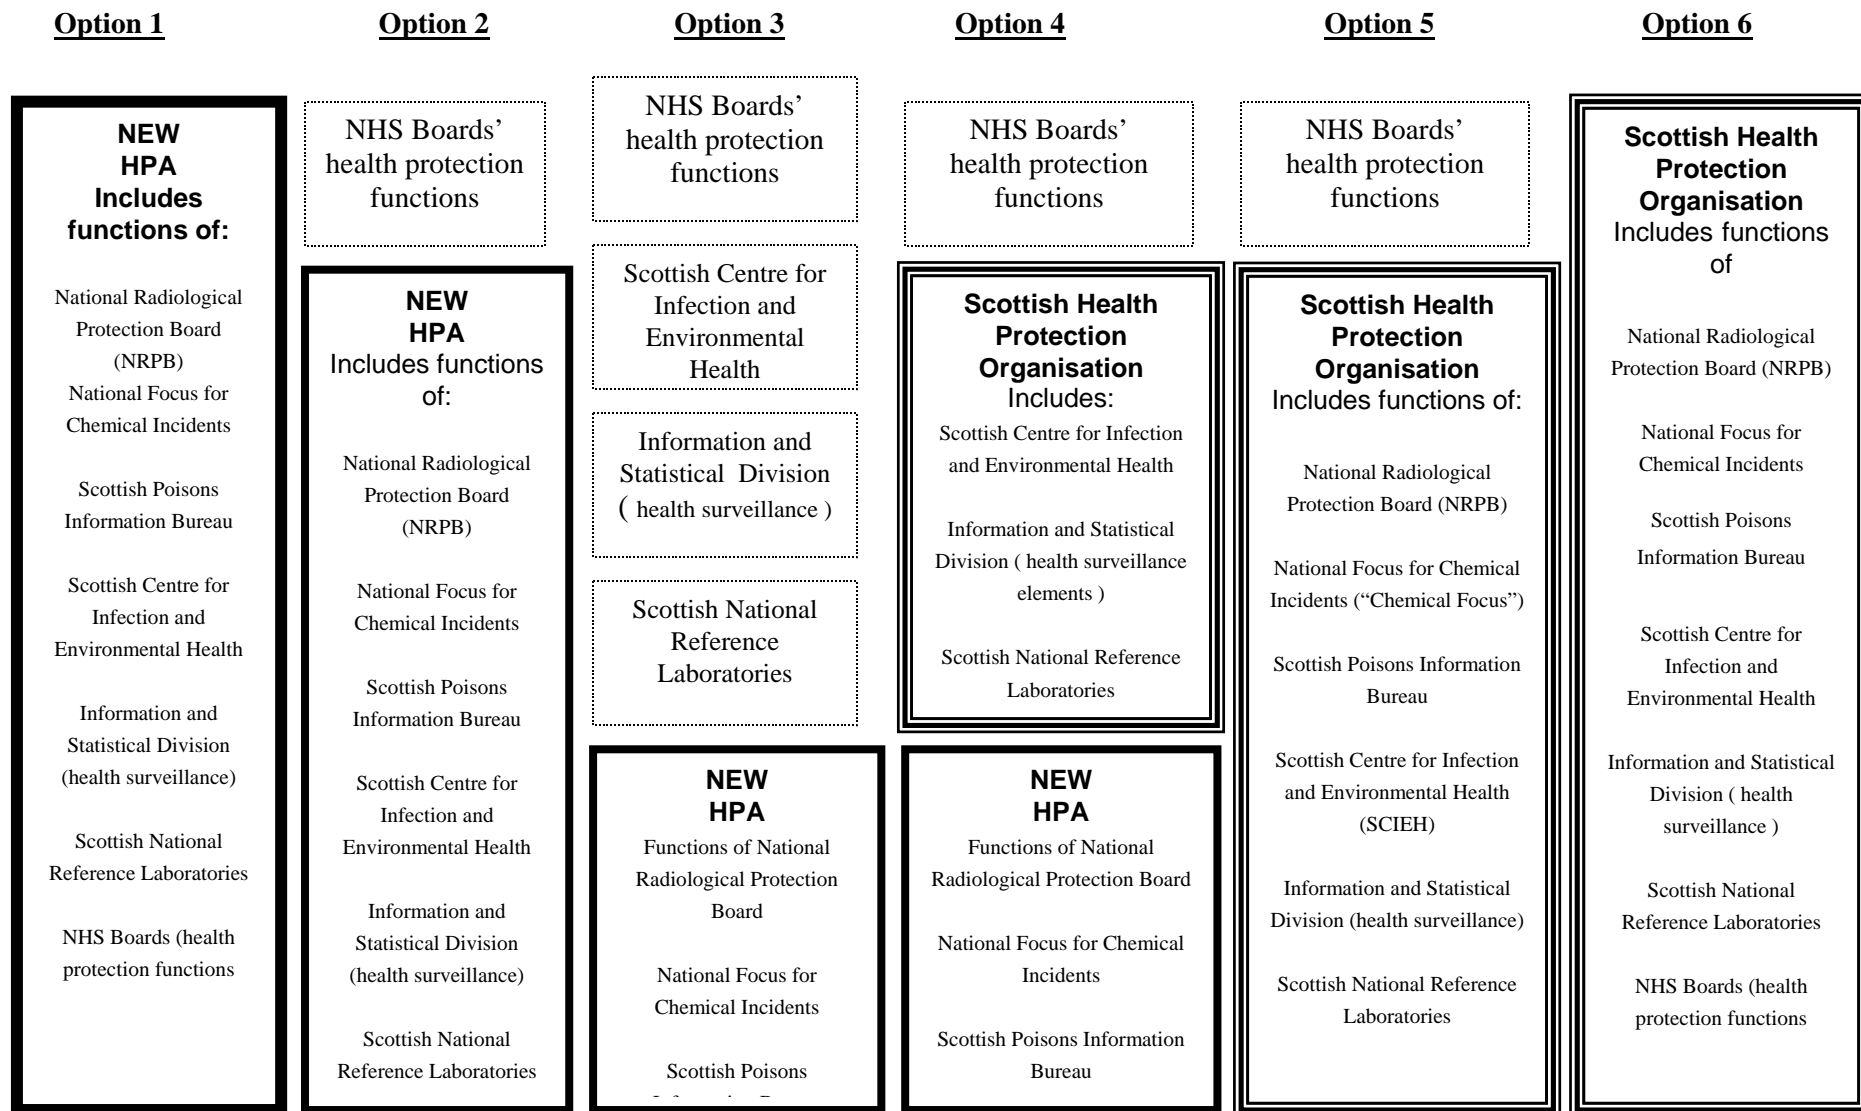 Option 1
Option 2
Option 3
Option 4
Option 5
Option 6
NEW
HPA
Includes
functions of:
National Radiological
Protection Board
(NRPB)
National Focus for
Chemical Incidents
Scottish Poisons
Information Bureau
Scottish Centre for
Infection and
Environmental Health
Information and
Statistical Division
(health surveillance)
Scottish National
Reference Laboratories
NHS Boards (health
protection functions
NHS Boards’
health protection
functions
NEW
HPA
Includes functions
of:
National Radiological
Protection Board
(NRPB)
National Focus for
Chemical Incidents
Scottish Poisons
Information Bureau
Scottish Centre for
Infection and
Environmental Health
Information and
Statistical Division
(health surveillance)
Scottish National
Reference Laboratories
NHS Boards’
health protection
functions
Scottish Centre for
Infection and
Environmental
Health
Information and
Statistical Division
( health surveillance )
Scottish National
Reference
Laboratories
NEW
HPA
Functions of National
Radiological Protection
Board
National Focus for
Chemical Incidents
Scottish Poisons
NHS Boards’
health protection
functions
Scottish Health
Protection
Organisation
Includes:
Scottish Centre for Infection
and Environmental Health
Information and Statistical
Division ( health surveillance
elements )
Scottish National Reference
Laboratories
NEW
HPA
Functions of National
Radiological Protection Board
National Focus for Chemical
Incidents
Scottish Poisons Information
Bureau
NHS Boards’
health protection
functions
Scottish Health
Protection
Organisation
Includes functions of:
National Radiological
Protection Board (NRPB)
National Focus for Chemical
Incidents (“Chemical Focus”)
Scottish Poisons Information
Bureau
Scottish Centre for Infection
and Environmental Health
(SCIEH)
Information and Statistical
Division (health surveillance)
Scottish National Reference
Laboratories
Scottish Health
Protection
Organisation
Includes functions
of
National Radiological
Protection Board (NRPB)
National Focus for
Chemical Incidents
Scottish Poisons
Information Bureau
Scottish Centre for
Infection and
Environmental Health
Information and Statistical
Division ( health
surveillance )
Scottish National
Reference Laboratories
NHS Boards (health
protection functions